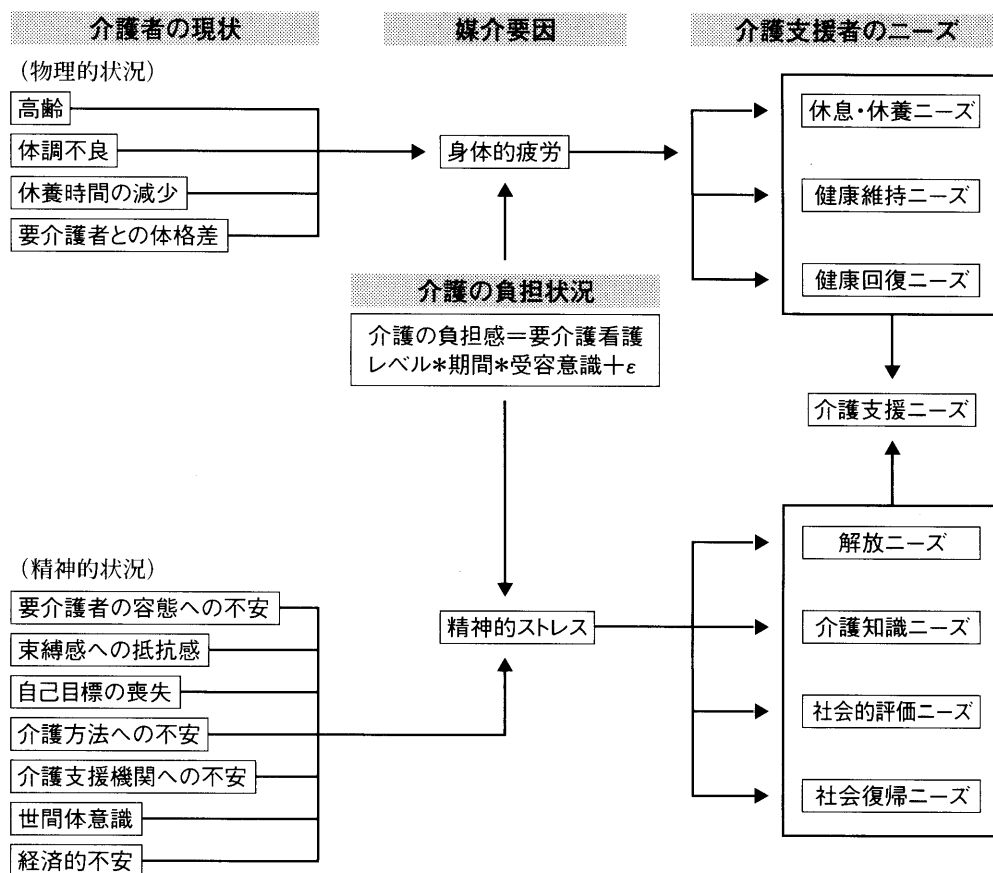 介護者の現状
媒介要因
介護支援者のニーズ
（物理的状況）
高齢
体調不良
休養時間の減少
要介護者との体格差
身体的疲労
休息・休養ニーズ
健康維持ニーズ
健康回復ニーズ
介護の負担状況
介護の負担感＝要介護看護
レベル＊期間＊受容意識＋ε
介護支援ニーズ
（精神的状況）
要介護者の容態への不安
束縛感への抵抗感
自己目標の喪失
介護方法への不安
介護支援機関への不安
世間体意識
経済的不安
精神的ストレス
解放ニーズ
介護知識ニーズ
社会的評価ニーズ
社会復帰ニーズ